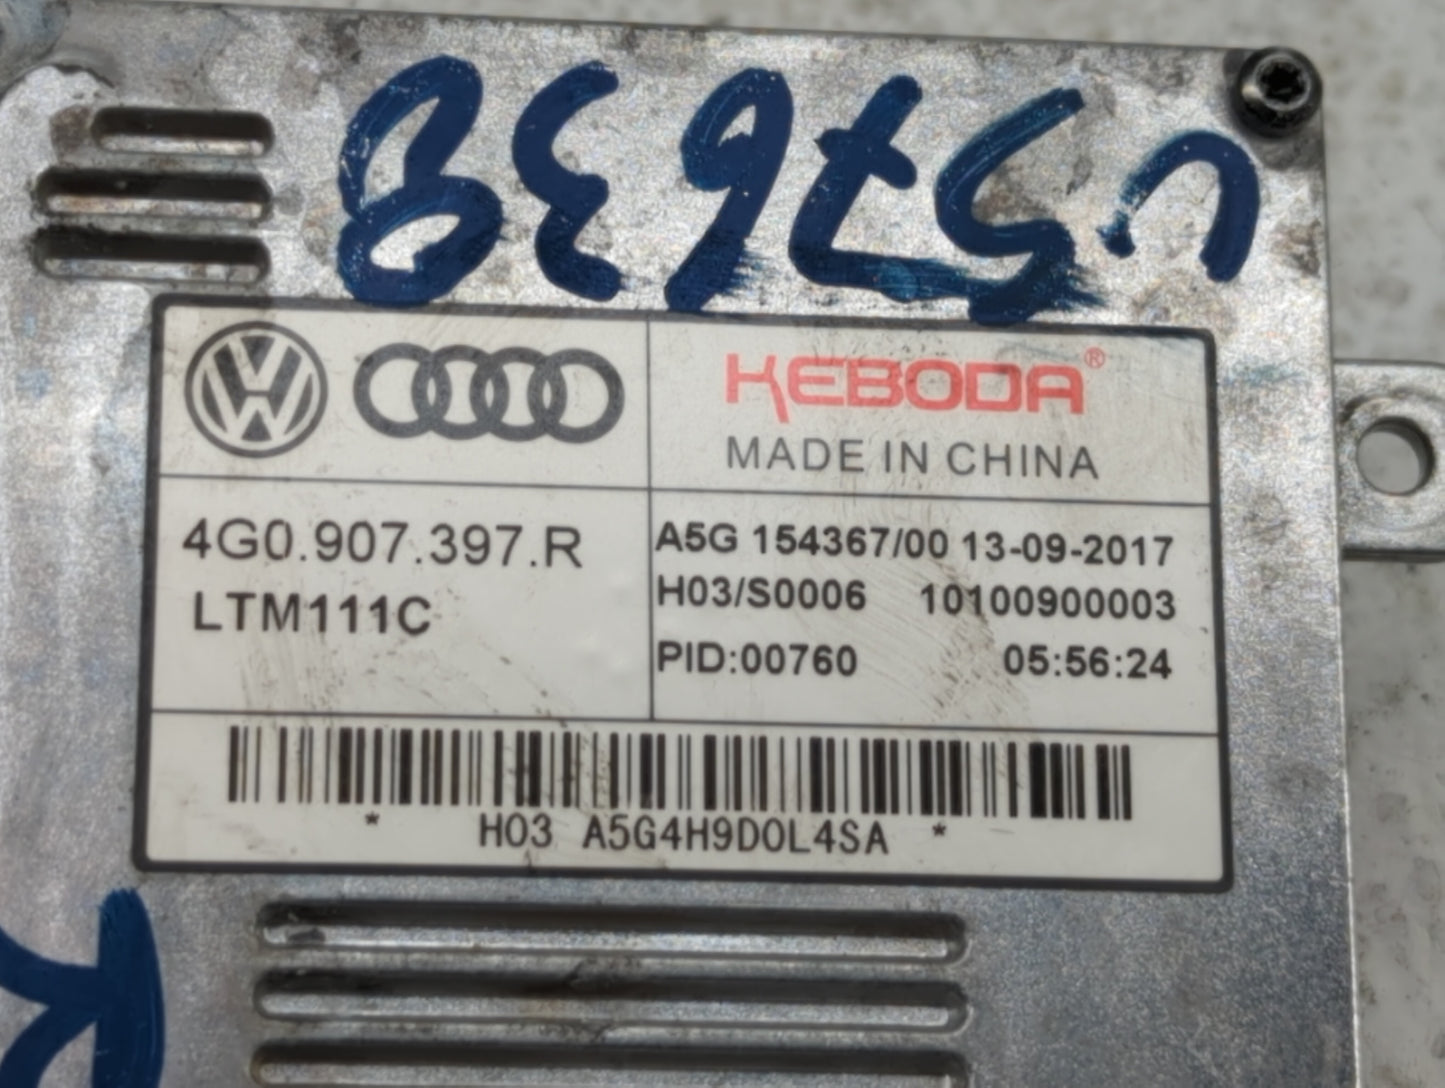 57638
KEBODA®
MADE IN CHINA
4G0.907.397.R
LTM111C
A5G 154367/00 13-09-2017
H03/S0006 10100900003
PID:00760 05:56:24
* H03 A5G4H9D0L4SA *